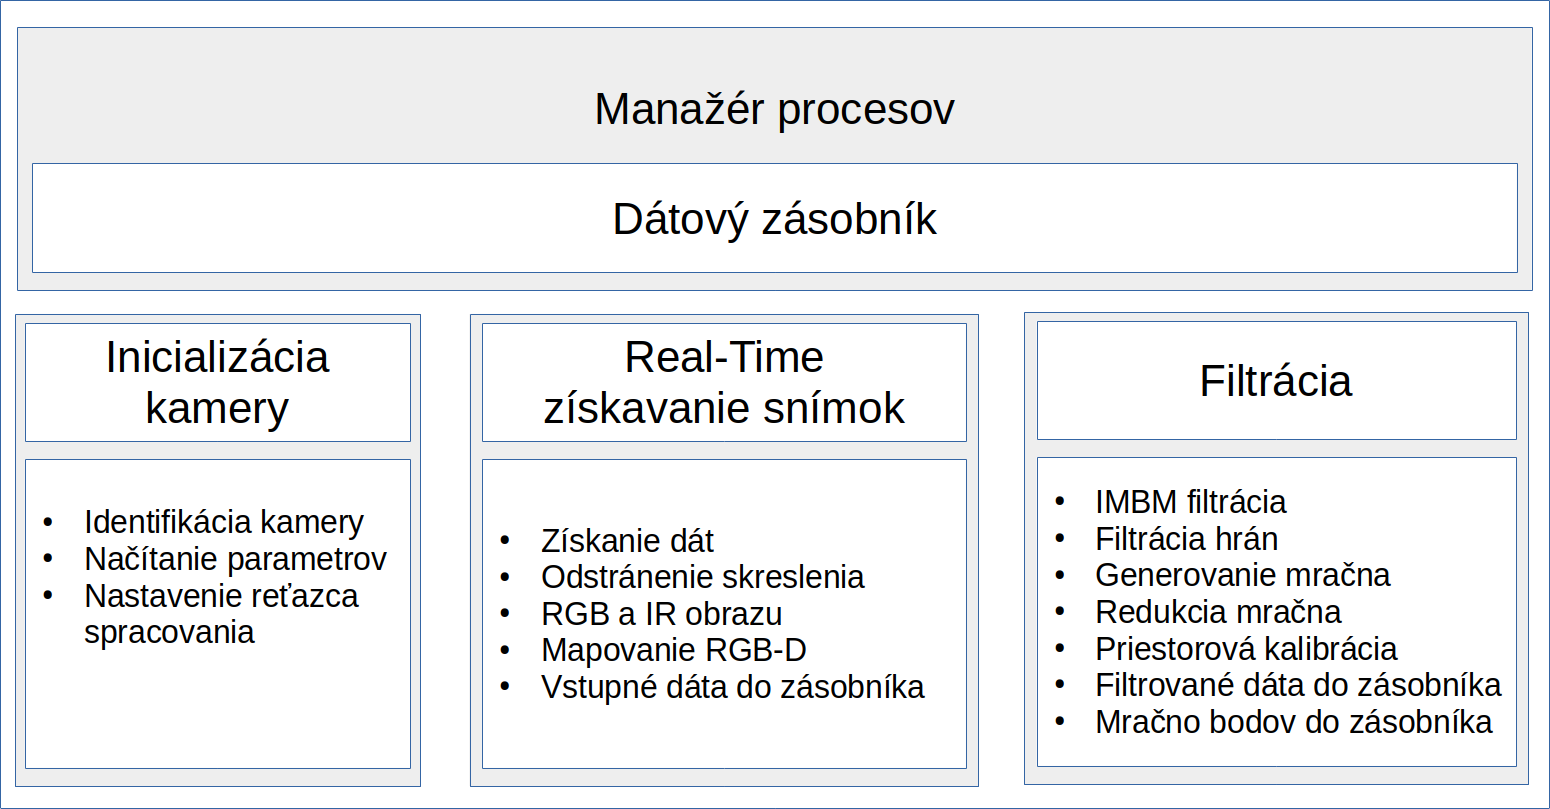 Manažér procesov
Dátový zásobník
Inicializácia
kamery
• Identifikácia kamery
• Načítanie parametrov
• Nastavenie reťazca
spracovania
Real-Time
získavanie snímok
• Získanie dát
• Odstránenie skreslenia
• RGB a IR obrazu
• Mapovanie RGB-D
• Vstupné dáta do zásobníka
Filtrácia
• IMBM filtrácia
• Filtrácia hrán
• Generovanie mračna
• Redukcia mračna
• Priestorová kalibrácia
• Filtrované dáta do zásobníka
• Mračno bodov do zásobníka